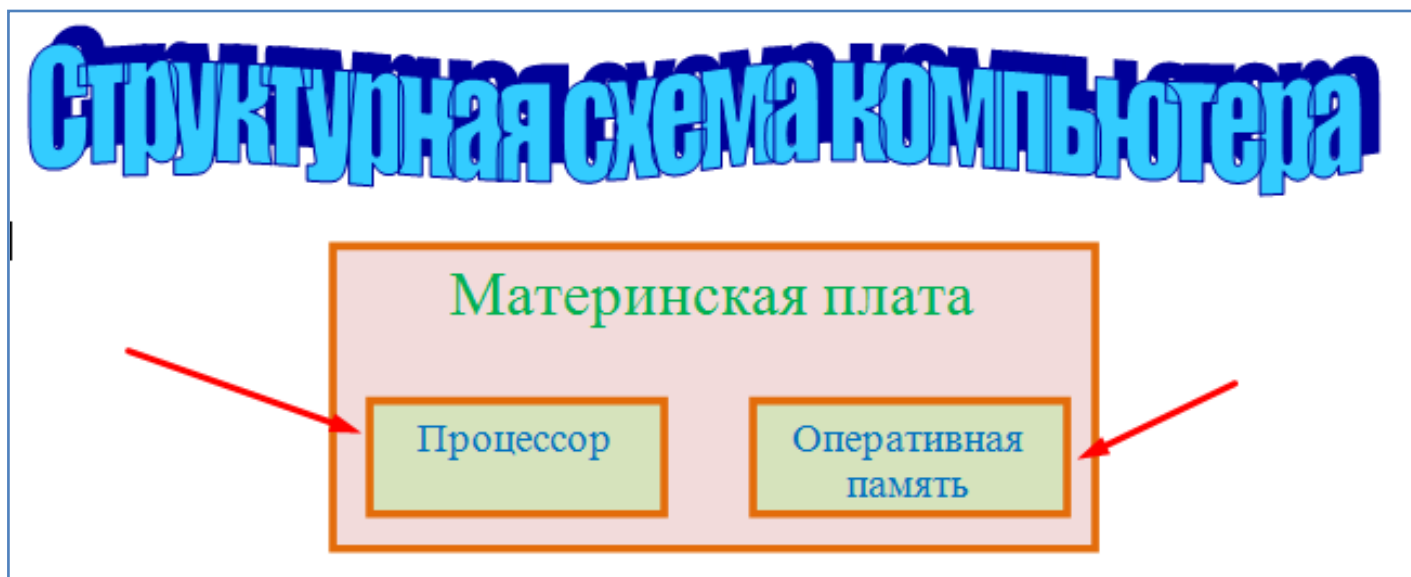 Структурная схема компьютера
Материнская плата
Процессор
Оперативная
память